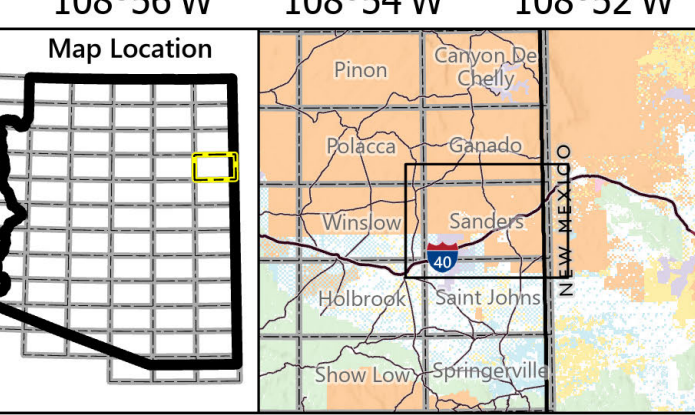 108°56'W 108°54'W 108°52'W
Map Location
Pinon
Canyon De
Chelly
Polacca
Ganado
NEW MEXICO
Winslow
Sanders
40
Holbrook
Saint Johns
Show Low
Springerville